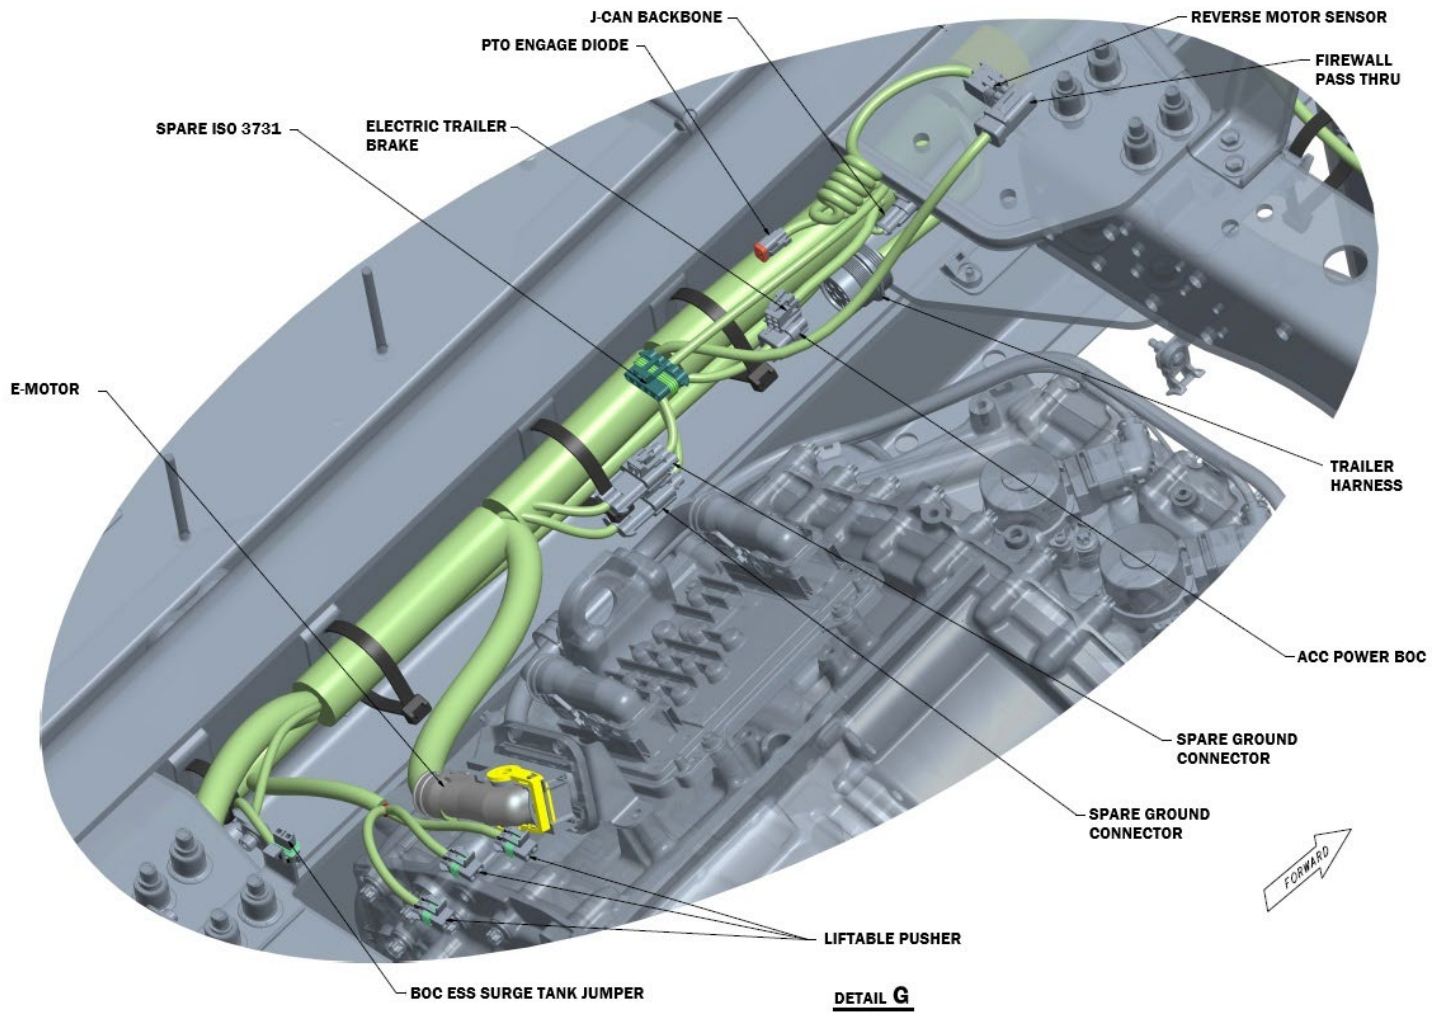 J-CAN BACKBONE
REVERSE MOTOR SENSOR
PTO ENGAGE DIODE
FIREWALL
PASS THRU
SPARE ISO 3731
ELECTRIC TRAILER
BRAKE
E-MOTOR
TRAILER
HARNESS
ACC POWER BOC
SPARE GROUND
CONNECTOR
SPARE GROUND
CONNECTOR
FORWARD
LIFTABLE PUSHER
BOC ESS SURGE TANK JUMPER
DETAIL G